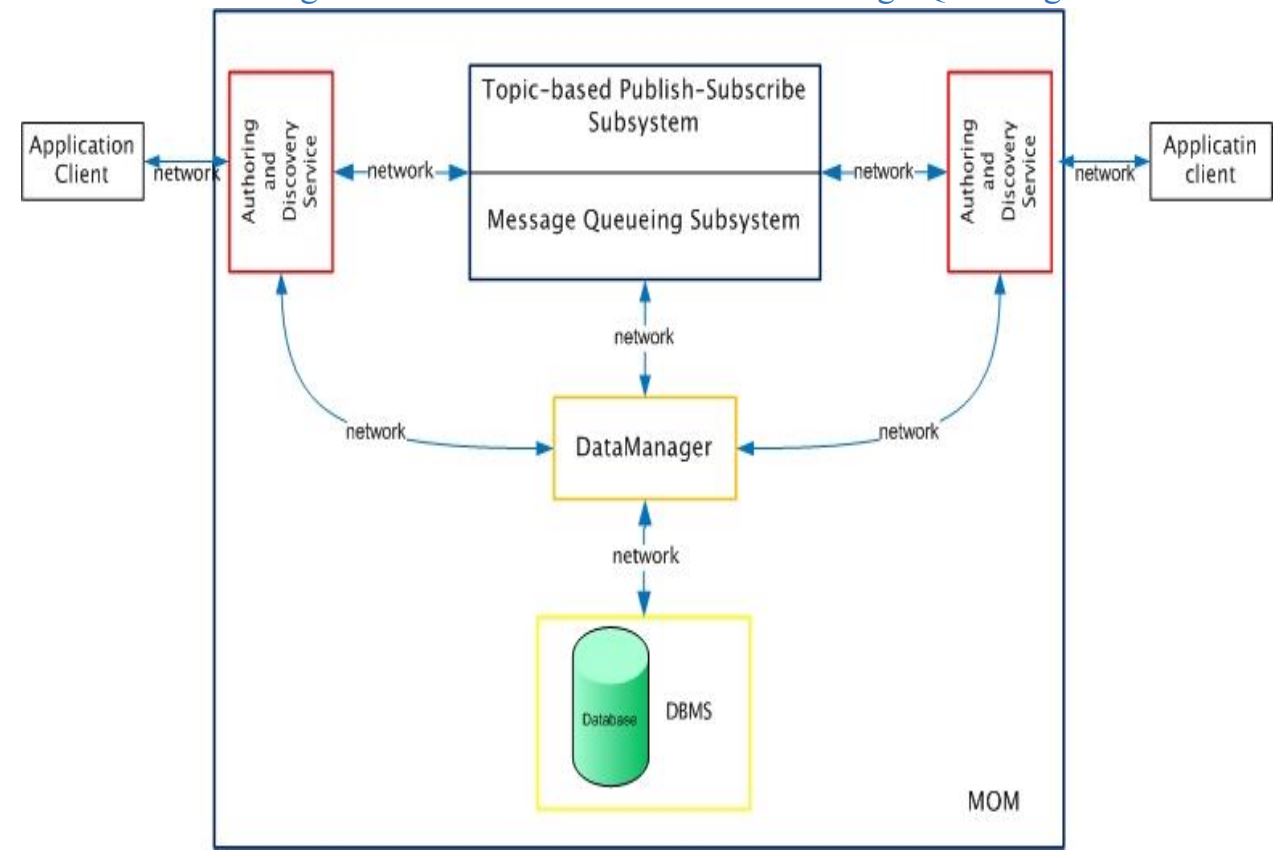 Topic-based Publish-Subscribe
Subsystem
Message Queueing Subsystem
Application
Client
network
Authoring
and
Discovery
Service
network
network
Authoring
and
Discovery
Service
network
Applicatin
client
network
network
DataManager
network
network
Database
DBMS
MOM